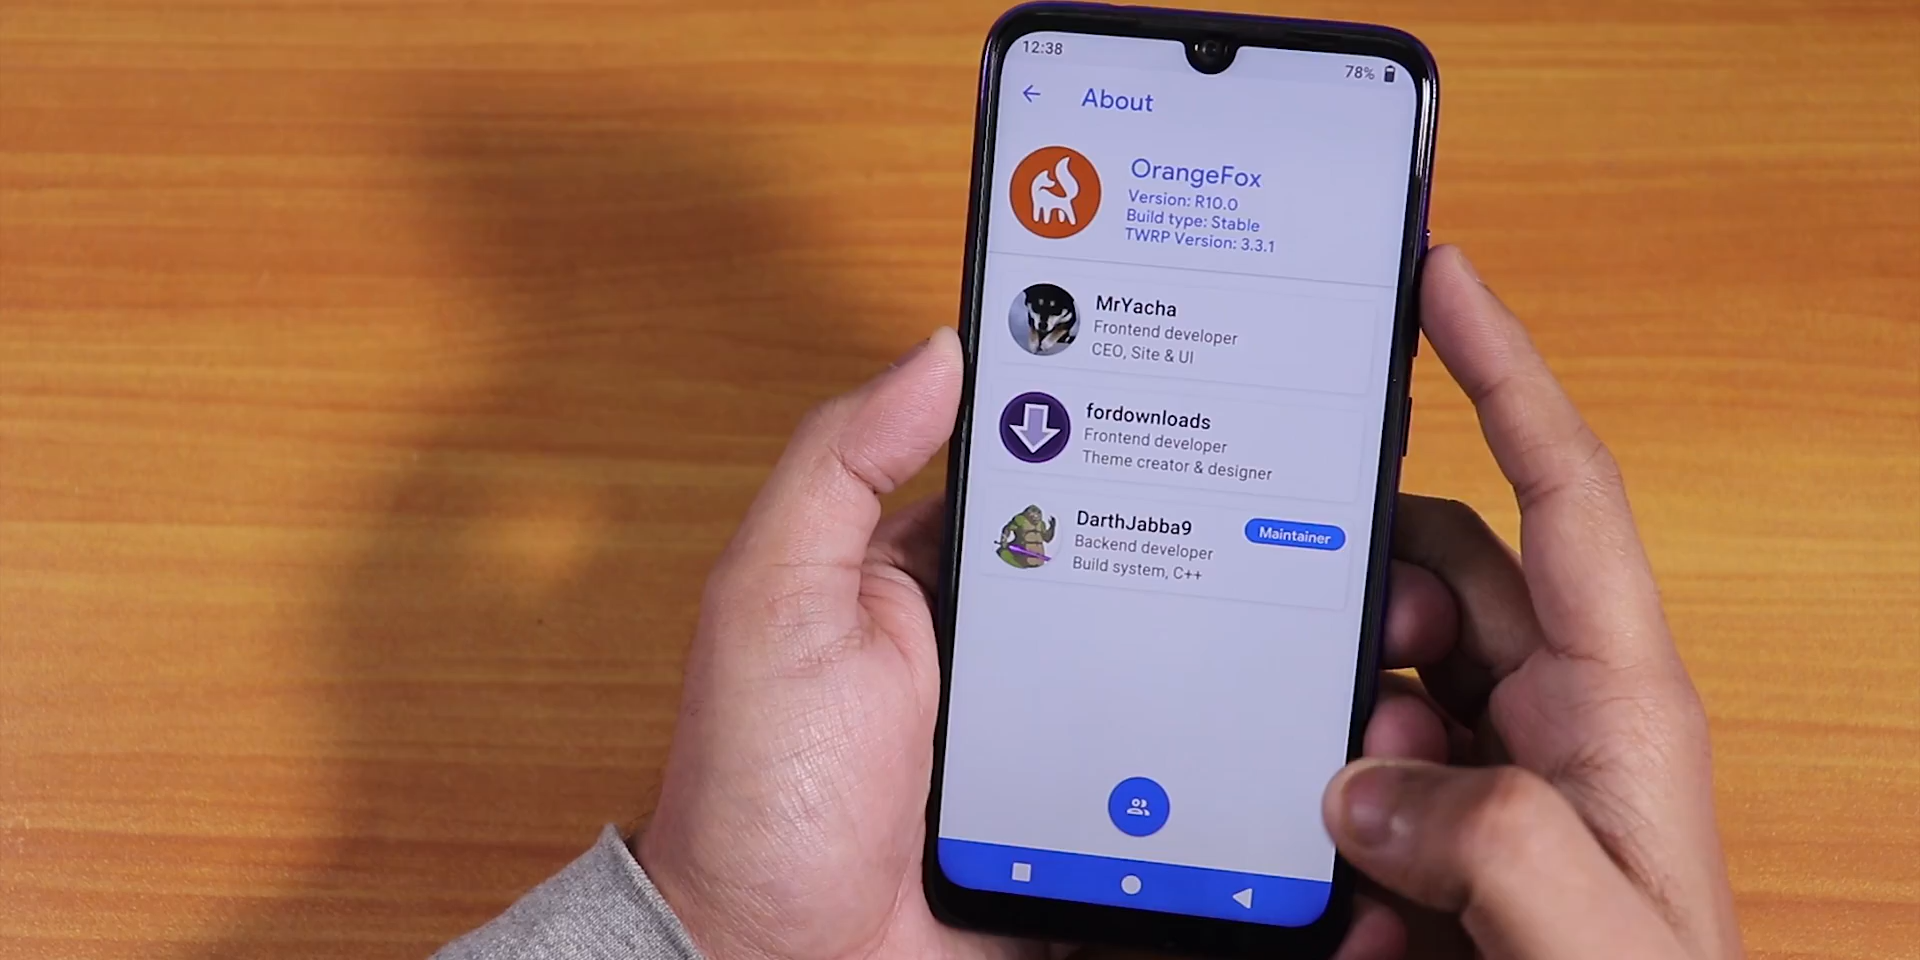 12:38
78%
About
OrangeFox
Version: R10.0
Build type: Stable
TWRP Version: 3.3.1
MrYacha
Frontend developer
CEO, Site & UI
fordownloads
Frontend developer
Theme creator & designer
DarthJabba9
Maintainer
Backend developer
Build system, C++